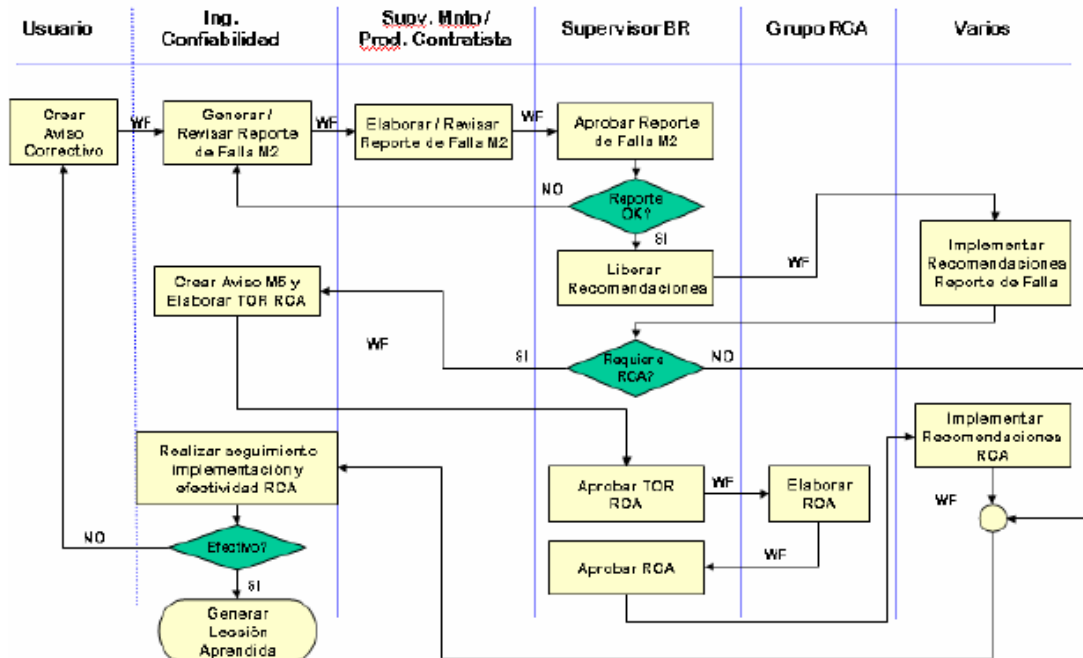 Usuario
Ing.
Confiabilidad
Supv. Mnto /
Prod. Contratista
Supervisor BR
Grupo RCA
Varios
Crear
Aviso
Correctivo
WF
Generar /
Revisar Reporte
de Falla M2
WF
Elaborar / Revisar
Reporte de Falla M2
WF
Aprobar Reporte
de Falla M2
NO
Reporte
OK?
SI
Liberar
Recomendaciones
WF
Implementar
Recomendaciones
Reporte de Falla
Crear Aviso M5 y
Elaborar TOR RCA
WF
SI
Requiere
RCA?
NO
Realizar seguimiento
implementación y
efectividad RCA
Aprobar TOR
RCA
WF
Elaborar
RCA
Implementar
Recomendaciones
RCA
WF
NO
Efectivo?
Aprobar RCA
WF
SI
Generar
Lección
Aprendida